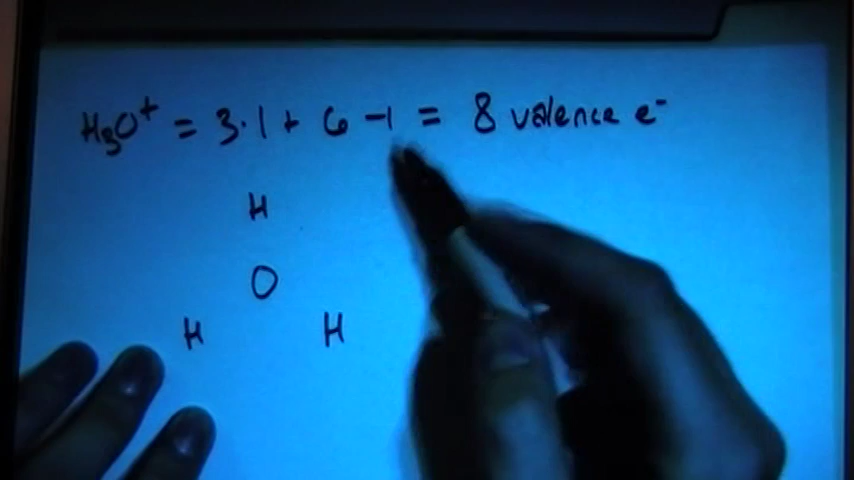 H₃O⁺ = 3·1 + 6 -1 = 8 valence e⁻
H
O
H H